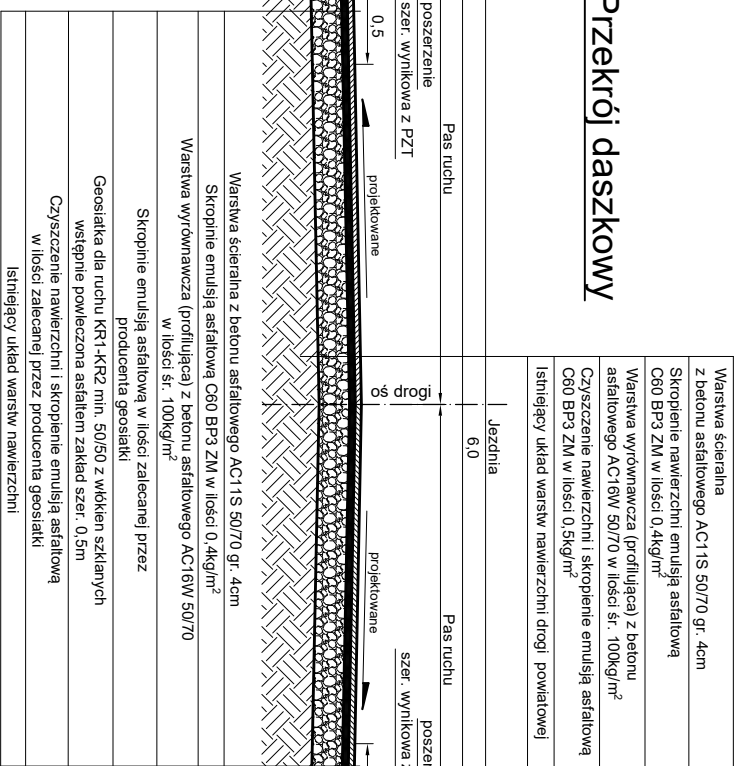 Przekrój daszkowy
Warstwa ścieralna
z betonu asfaltowego AC11S 50/70 gr. 4cm
Skropienie nawierzchni emulsją asfaltową
C60 BP3 ZM w ilości 0,4kg/m²
Warstwa wyrównawcza (profilująca) z betonu
asfaltowego AC16W 50/70 w ilości śr. 100kg/m²
Czyszczenie nawierzchni i skropienie emulsją asfaltową
C60 BP3 ZM w ilości 0,5kg/m²
Istniejący układ warstw nawierzchni drogi powiatowej
Jezdnia
6,0
Pas ruchu
Pas ruchu
poszerzenie
szer. wynikowa z PZT
poszer
szer. wynikowa z
0,5
oś drogi
projektowane
projektowane
Warstwa ścieralna z betonu asfaltowego AC11S 50/70 gr. 4cm
Skropinie emulsją asfaltową C60 BP3 ZM w ilości 0,4kg/m²
Warstwa wyrównawcza (profilująca) z betonu asfaltowego AC16W 50/70
w ilości śr. 100kg/m²
Skropinie emulsją asfaltową w ilości zalecanej przez
producenta geosiatki
Geosiatka dla ruchu KR1-KR2 min. 50/50 z włókien szklanych
wstępnie powleczona asfaltem zakład szer. 0,5m
Czyszczenie nawierzchni i skropienie emulsją asfaltową
w ilości zalecanej przez producenta geosiatki
Istniejący układ warstw nawierzchni